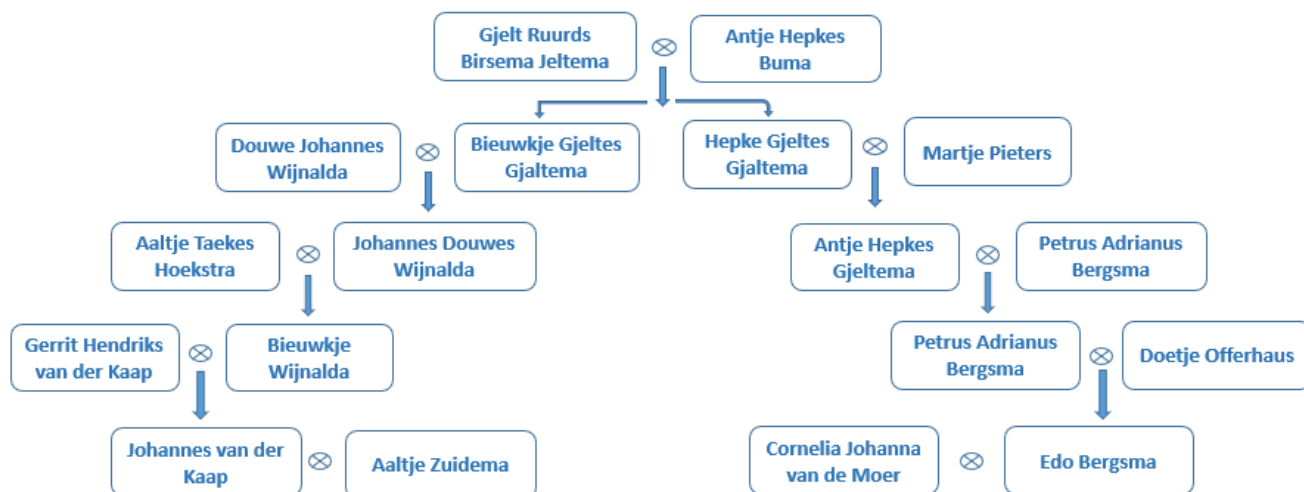 Gjelt Ruurds
Birsema Jeltema
Antje Hepkes
Buma
Douwe Johannes
Wijnalda
Bieuwkje Gjeltes
Gjaltema
Hepke Gjeltes
Gjaltema
Martje Pieters
Aaltje Taekes
Hoekstra
Johannes Douwes
Wijnalda
Antje Hepkes
Gjeltema
Petrus Adrianus
Bergsma
Gerrit Hendriks
van der Kaap
Bieuwkje
Wijnalda
Petrus Adrianus
Bergsma
Doetje Offerhaus
Johannes van der
Kaap
Aaltje Zuidema
Cornelia Johanna
van de Moer
Edo Bergsma